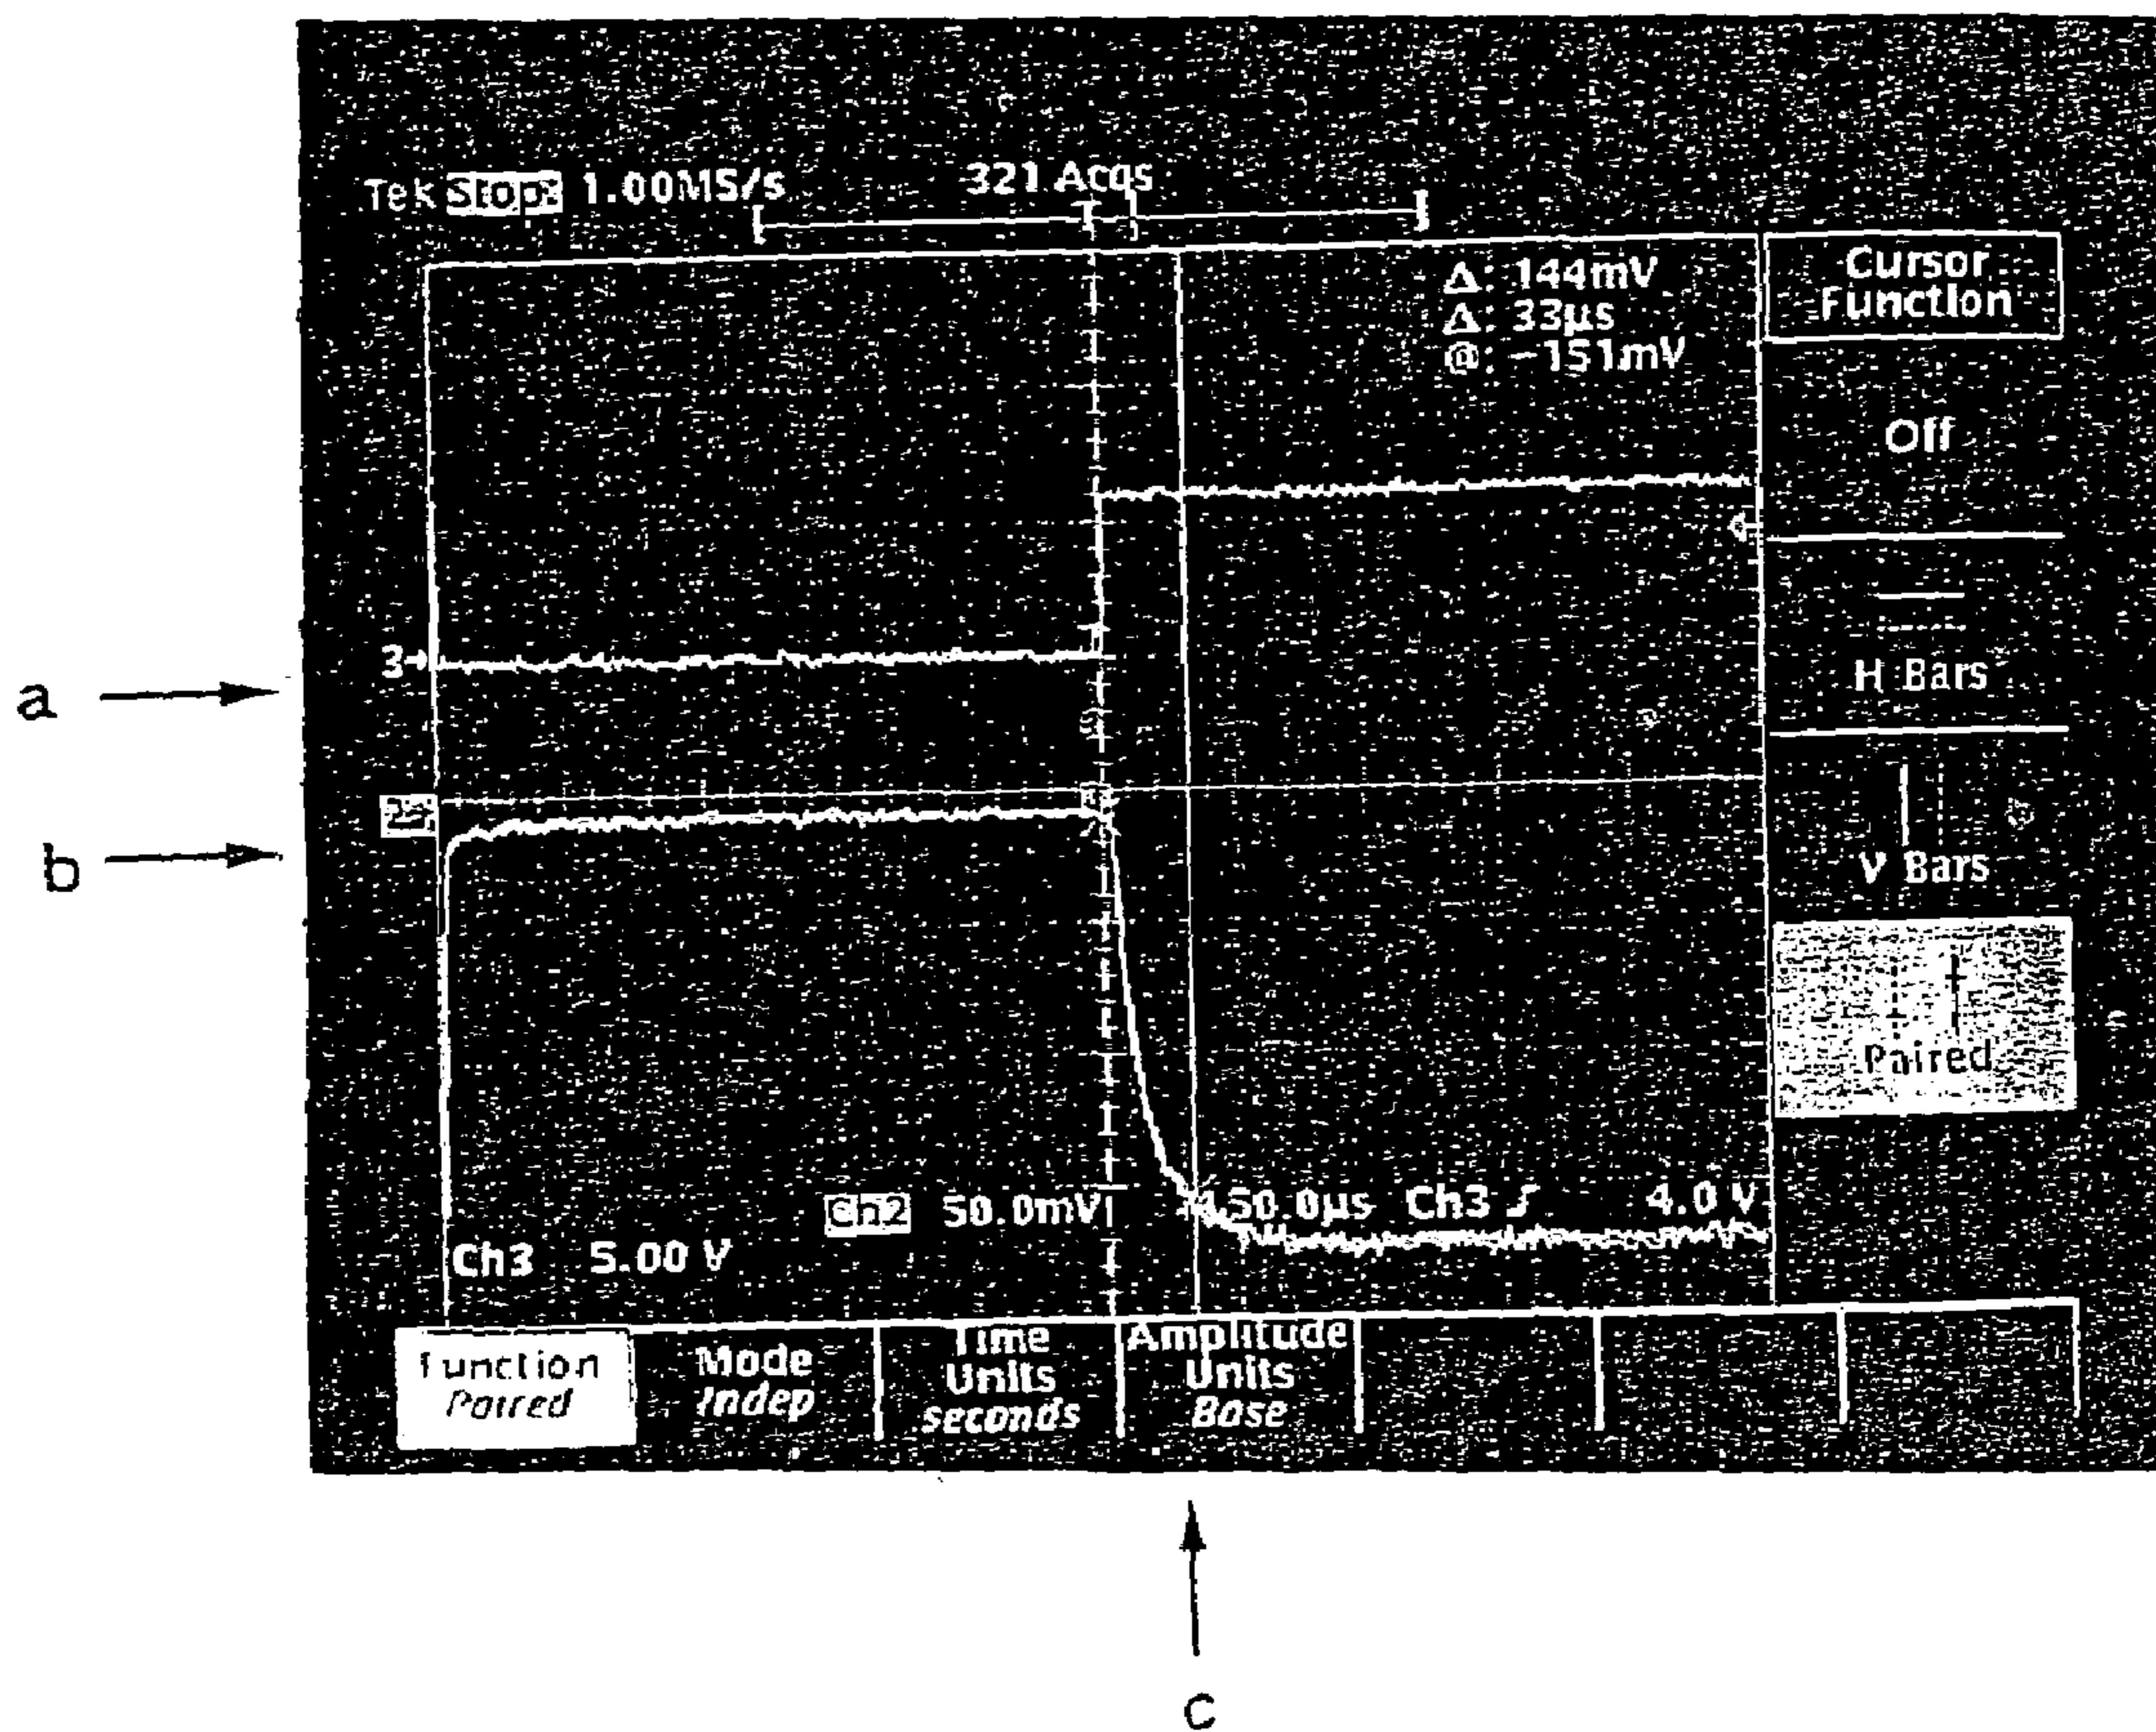 Tek Stop: 1.00MS/s
321 Acqs
T
Δ: 144mV
Δ: 33µs
@: -151mV
Cursor
Function
Off
H Bars
V Bars
Paired
3
2
a
b
Ch2 50.0mV
50.0µs Ch3 4.0 V
Ch3 5.00 V
Function
Paired
Mode
Indep
Time
Units
seconds
Amplitude
Units
Base
c